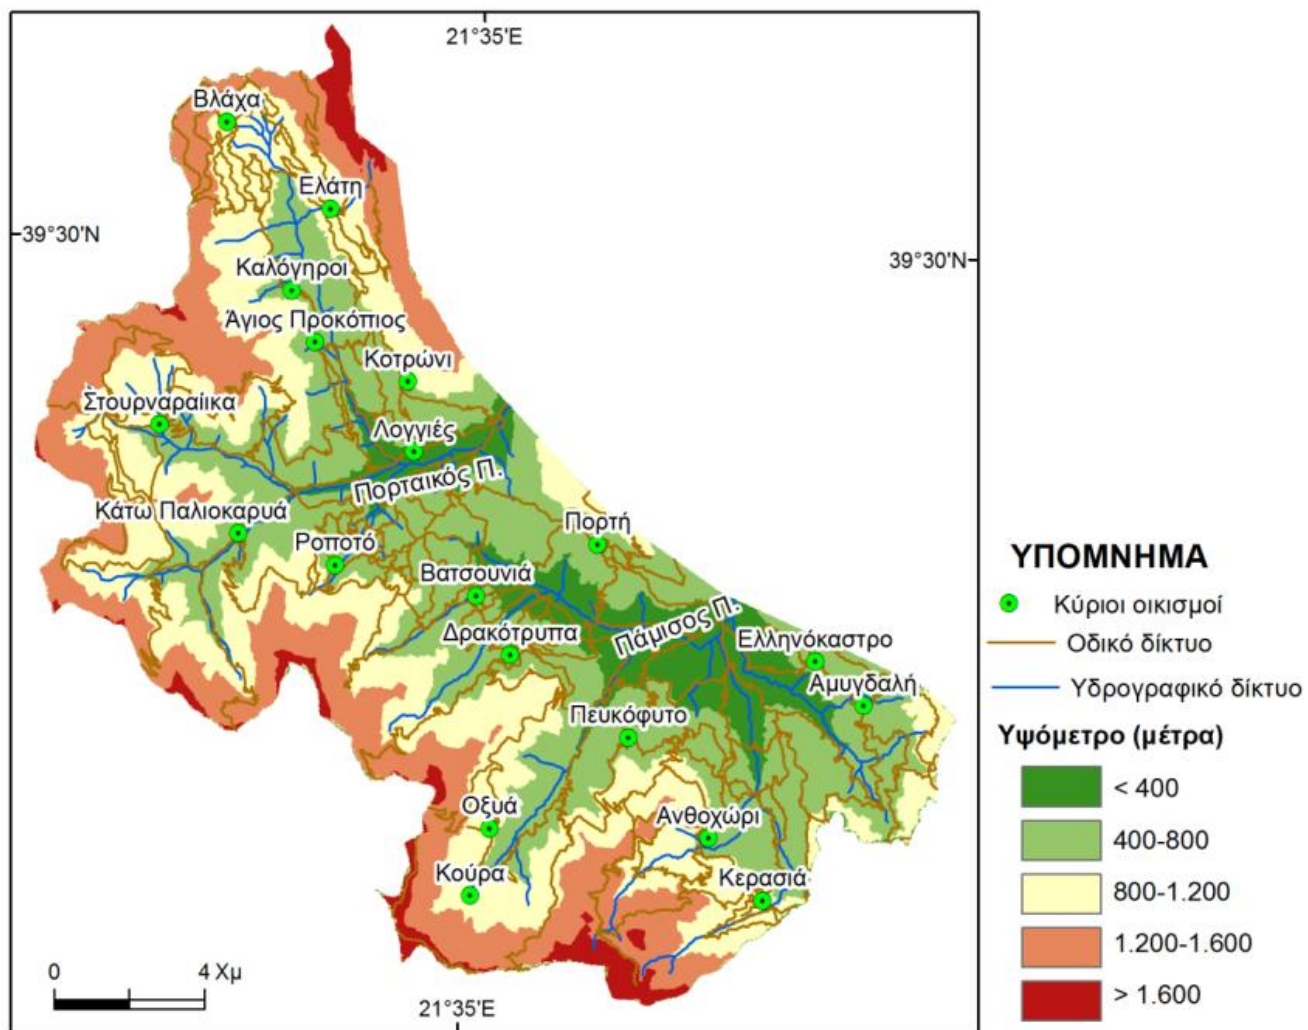 21°35'E
Βλάχα
Ελάτη
39°30'N
39°30'N
Καλόγηροι
Άγιος Προκόπιος
Κοτρώνι
Στουρναραίικα
Λογγιές
Πορταικός Π.
Κάτω Παλιοκαρυά
Πορτή
Ροποτό
Βατσουνιά
Πάμισος Π.
Δρακότρυπα
Ελληνόκαστρο
Αμυγδαλή
Πευκόφυτο
Οξυά
Ανθοχώρι
Κούρα
Κερασιά
0 4 Χμ
21°35'E
ΥΠΟΜΝΗΜΑ
Κύριοι οικισμοί
Οδικό δίκτυο
Υδρογραφικό δίκτυο
Υψόμετρο (μέτρα)
< 400
400-800
800-1.200
1.200-1.600
> 1.600